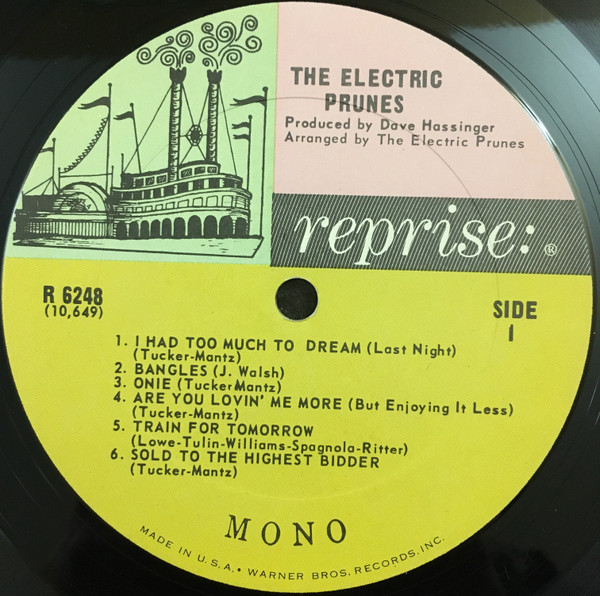 THE ELECTRIC
PRUNES
Produced by Dave Hassinger
Arranged by The Electric Prunes
reprise:®
R 6248
(10,649)
SIDE
1
1. I HAD TOO MUCH TO DREAM (Last Night)
(Tucker-Mantz)
2. BANGLES (J. Walsh)
3. ONIE (TuckerMantz)
4. ARE YOU LOVIN' ME MORE (But Enjoying It Less)
(Tucker-Mantz)
5. TRAIN FOR TOMORROW
(Lowe-Tulin-Williams-Spagnola-Ritter)
6. SOLD TO THE HIGHEST BIDDER
(Tucker-Mantz)
MONO
MADE IN U.S.A. • WARNER BROS. RECORDS, INC.